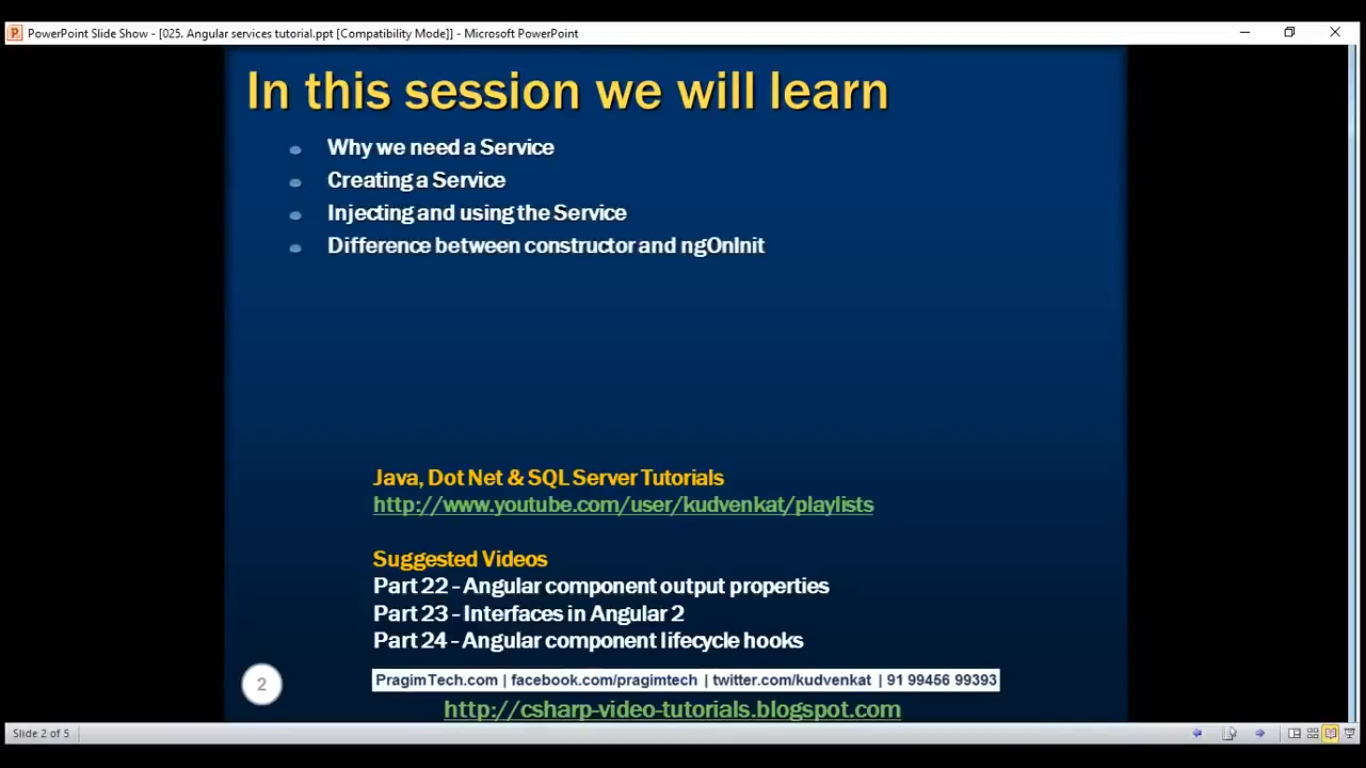 PowerPoint Slide Show - [025. Angular services tutorial.ppt [Compatibility Mode]] - Microsoft PowerPoint
In this session we will learn
Why we need a Service
Creating a Service
Injecting and using the Service
Difference between constructor and ngOnInit
Java, Dot Net & SQL Server Tutorials
http://www.youtube.com/user/kudvenkat/playlists
Suggested Videos
Part 22 - Angular component output properties
Part 23 - Interfaces in Angular 2
Part 24 - Angular component lifecycle hooks
2
PragimTech.com | facebook.com/pragimtech | twitter.com/kudvenkat | 91 99456 99393
http://csharp-video-tutorials.blogspot.com
Slide 2 of 5